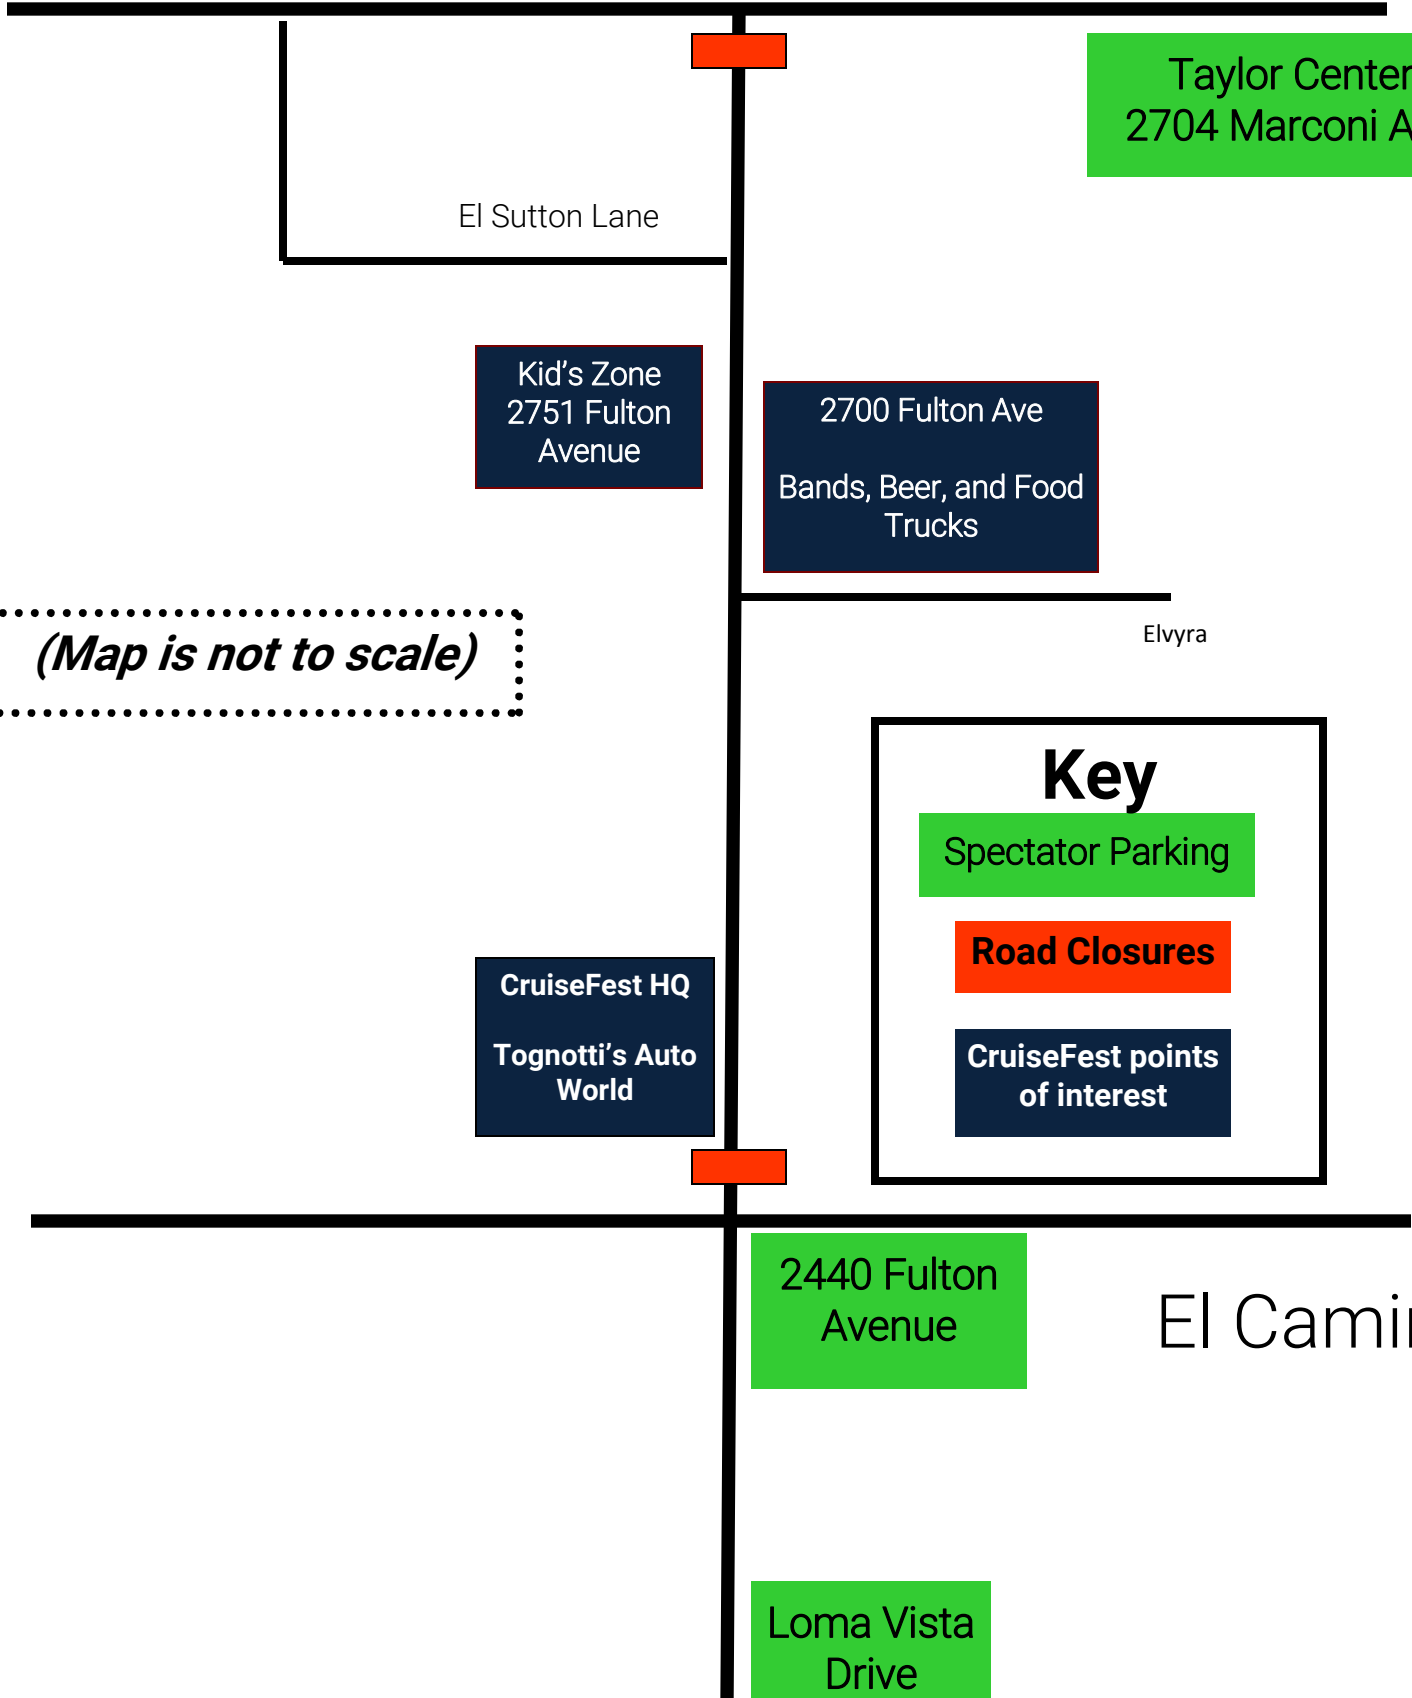 Taylor Center
2704 Marconi
El Sutton Lane
Kid's Zone
2751 Fulton
Avenue
2700 Fulton Ave
Bands, Beer, and Food
Trucks
Elvyra
(Map is not to scale)
Key
Spectator Parking
Road Closures
CruiseFest points
of interest
CruiseFest HQ
Tognotti's Auto
World
2440 Fulton
Avenue
El
Loma Vista
Drive